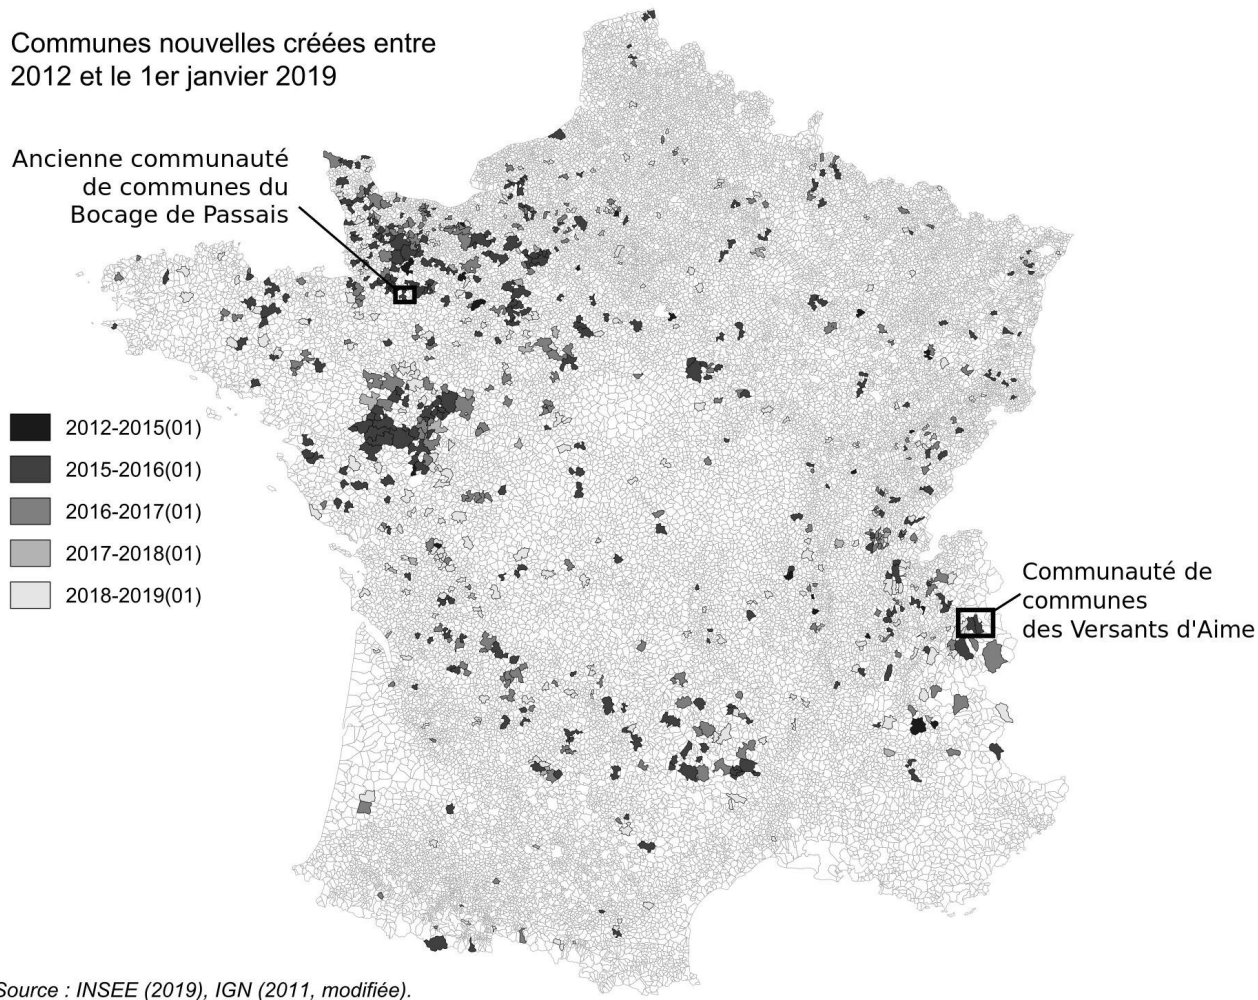 Communes nouvelles créées entre
2012 et le 1er janvier 2019
Ancienne communauté
de communes du
Bocage de Passais
2012-2015(01)
2015-2016(01)
2016-2017(01)
2017-2018(01)
2018-2019(01)
Communauté de
communes
des Versants d'Aime
Source : INSEE (2019), IGN (2011, modifiée).